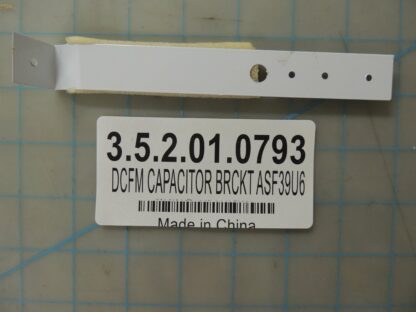 3.5.2.01.0793
DCFM CAPACITOR BRCKT ASF39U6
Made in China